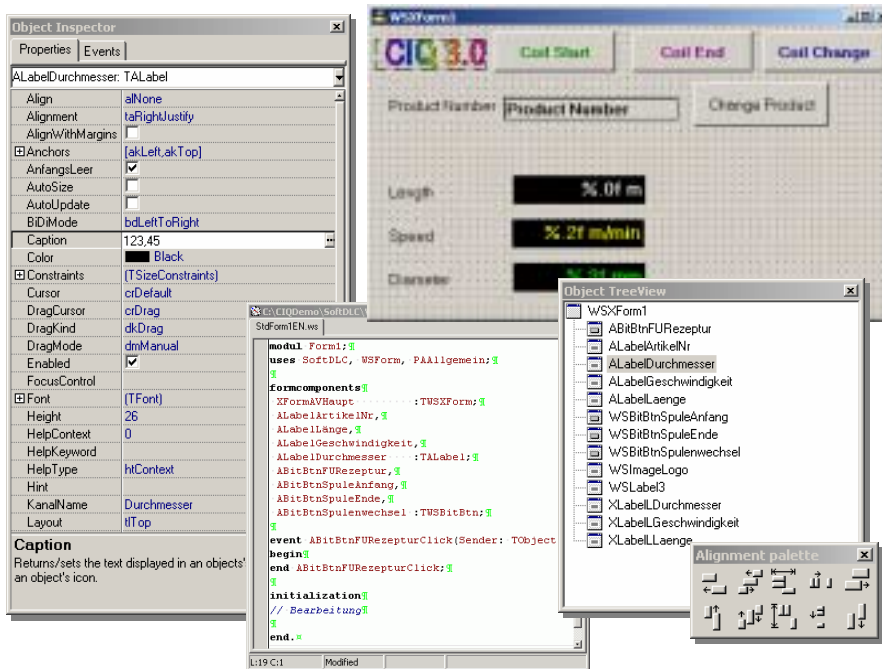 Object Inspector
Properties Events
ALabelDurchmesser: TALabel
Align alNone
Alignment taRightJustify
AlignWithMargins
Anchors [akLeft,akTop]
AnfangsLeer
AutoSize
AutoUpdate
BiDiMode bdLeftToRight
Caption 123,45
Color Black
Constraints (TSizeConstraints)
Cursor crDefault
DragCursor crDrag
DragKind dkDrag
DragMode dmManual
Enabled
FocusControl
Font (TFont)
Height 26
HelpContext 0
HelpKeyword
HelpType htContext
Hint
KanalName Durchmesser
Layout tlTop
Caption
Returns/sets the text displayed in an objects'
an object's icon.
WSXForm1
CIQ 3.0 Coil Start Coil End Coil Change
Product Number Product Number Change Product
Length %.0f m
Speed %.2f m/min
Diameter
C:\CIQDemo\SoftDLC\
StdForm1EN.ws
modul Form1;¶
uses SoftDLC, WSForm, PAAllgemein;¶
¶
formcomponents¶
XFormAVHaupt :TWSXForm;¶
ALabelArtikelNr,¶
ALabelLänge,¶
ALabelGeschwindigkeit,¶
ALabelDurchmesser :TALabel;¶
ABitBtnFURezeptur,¶
ABitBtnSpuleAnfang,¶
ABitBtnSpuleEnde,¶
ABitBtnSpulenwechsel :TWSBitBtn;¶
¶
event ABitBtnFURezepturClick(Sender: TObject
begin¶
end ABitBtnFURezepturClick;¶
¶
initialization¶
// Bearbeitung¶
¶
end.¤
L:19 C:1 Modified
Object TreeView
WSXForm1
ABitBtnFURezeptur
ALabelArtikelNr
ALabelDurchmesser
ALabelGeschwindigkeit
ALabelLaenge
WSBitBtnSpuleAnfang
WSBitBtnSpuleEnde
WSBitBtnSpulenwechsel
WSImageLogo
WSLabel3
XLabelLDurchmesser
XLabelLGeschwindigkeit
XLabelLLaenge
Alignment palette